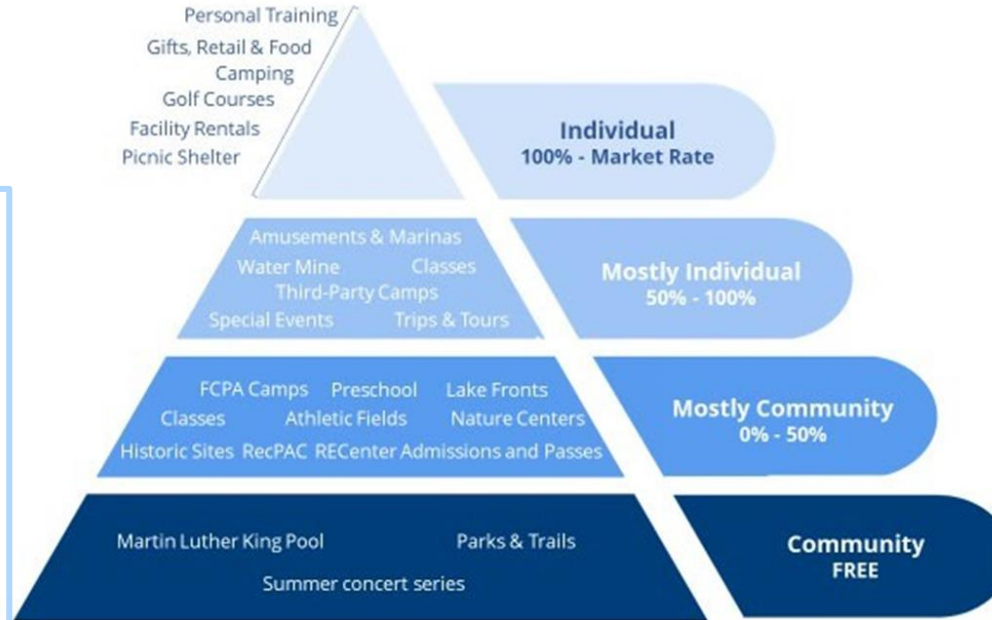 Personal Training
Gifts, Retail & Food
Camping
Golf Courses
Facility Rentals
Picnic Shelter
Individual
100% - Market Rate
Amusements & Marinas
Water Mine Classes
Third-Party Camps
Special Events Trips & Tours
Mostly Individual
50% - 100%
FCPA Camps Preschool Lake Fronts
Classes Athletic Fields Nature Centers
Historic Sites RecPAC RECenter Admissions and Passes
Mostly Community
0% - 50%
Martin Luther King Pool Parks & Trails
Summer concert series
Community
FREE